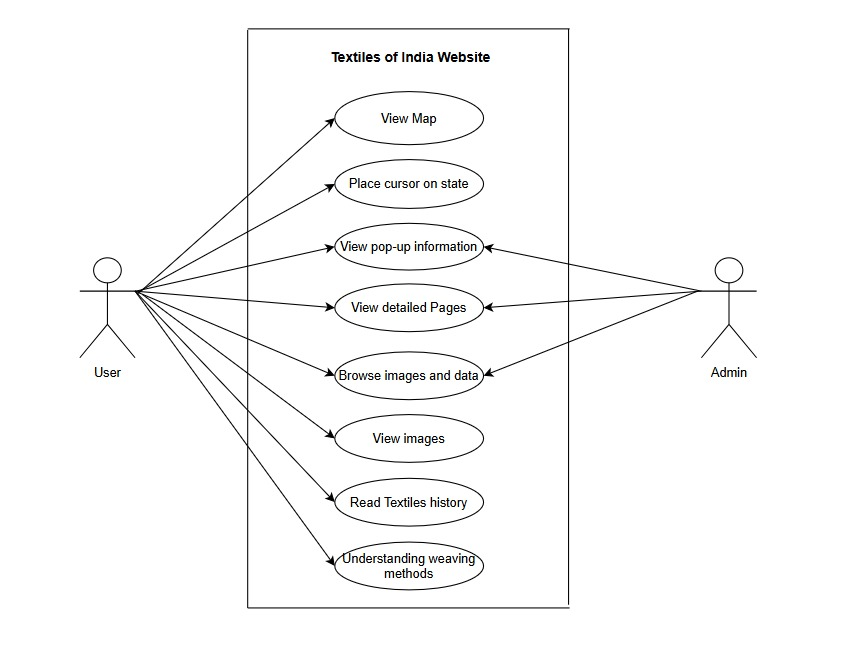 Textiles of India Website
View Map
Place cursor on state
View pop-up information
View detailed Pages
User
Browse images and data
Admin
View images
Read Textiles history
Understanding weaving
methods